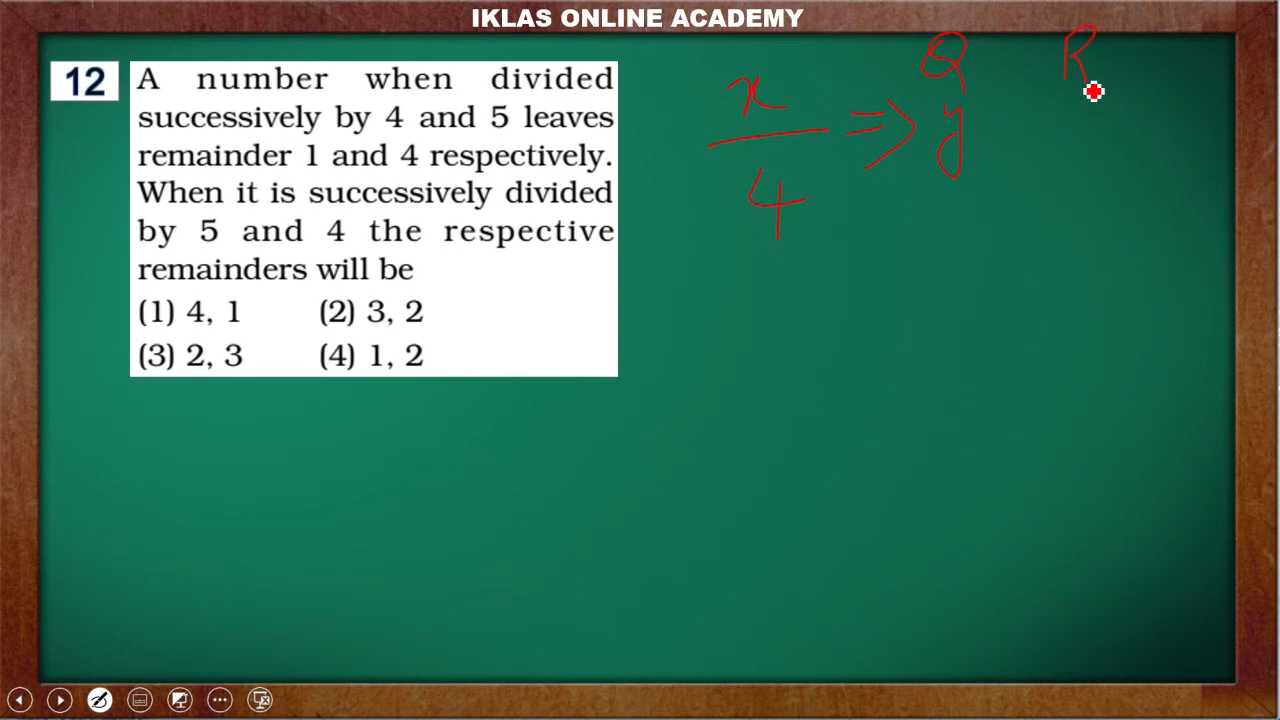 IKLAS ONLINE ACADEMY
12
A number when divided
successively by 4 and 5 leaves
remainder 1 and 4 respectively.
When it is successively divided
by 5 and 4 the respective
remainders will be
(1) 4, 1 (2) 3, 2
(3) 2, 3 (4) 1, 2
Q R
x
⇒ y
4